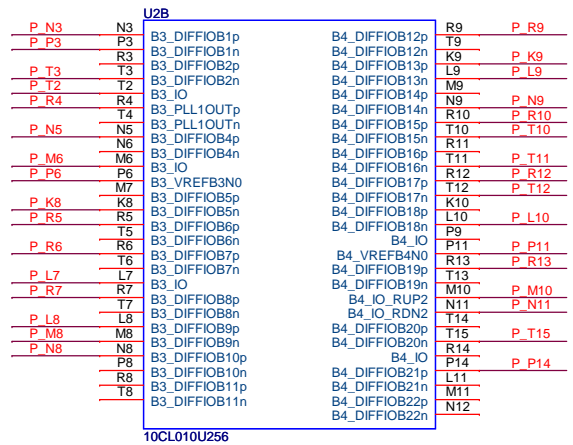 U2B
P_N3 N3 B3_DIFFIOB1p B4_DIFFIOB12p R9 P_R9
P_P3 P3 B3_DIFFIOB1n B4_DIFFIOB12n T9
R3 B3_DIFFIOB2p B4_DIFFIOB13p K9 P_K9
P_T3 T3 B3_DIFFIOB2n B4_DIFFIOB13n L9 P_L9
P_T2 T2 B3_IO B4_DIFFIOB14p M9
P_R4 R4 B3_PLL1OUTp B4_DIFFIOB14n N9 P_N9
T4 B3_PLL1OUTn B4_DIFFIOB15p R10 P_R10
P_N5 N5 B3_DIFFIOB4p B4_DIFFIOB15n T10 P_T10
N6 B3_DIFFIOB4n B4_DIFFIOB16p R11
P_M6 M6 B3_IO B4_DIFFIOB16n T11 P_T11
P_P6 P6 B3_VREFB3N0 B4_DIFFIOB17p R12 P_R12
M7 B3_DIFFIOB5p B4_DIFFIOB17n T12 P_T12
P_K8 K8 B3_DIFFIOB5n B4_DIFFIOB18p K10
P_R5 R5 B3_DIFFIOB6p B4_DIFFIOB18n L10 P_L10
T5 B3_DIFFIOB6n B4_IO P9
P_R6 R6 B3_DIFFIOB7p B4_VREFB4N0 P11 P_P11
T6 B3_DIFFIOB7n B4_DIFFIOB19p R13 P_R13
P_L7 L7 B3_IO B4_DIFFIOB19n T13
P_R7 R7 B3_DIFFIOB8p B4_IO_RUP2 M10 P_M10
T7 B3_DIFFIOB8n B4_IO_RDN2 N11 P_N11
P_L8 L8 B3_DIFFIOB9p B4_DIFFIOB20p T14
P_M8 M8 B3_DIFFIOB9n B4_DIFFIOB20n T15 P_T15
P_N8 N8 B3_DIFFIOB10p B4_IO R14
P8 B3_DIFFIOB10n B4_DIFFIOB21p P14 P_P14
R8 B3_DIFFIOB11p B4_DIFFIOB21n L11
T8 B3_DIFFIOB11n B4_DIFFIOB22p M11
B4_DIFFIOB22n N12
10CL010U256